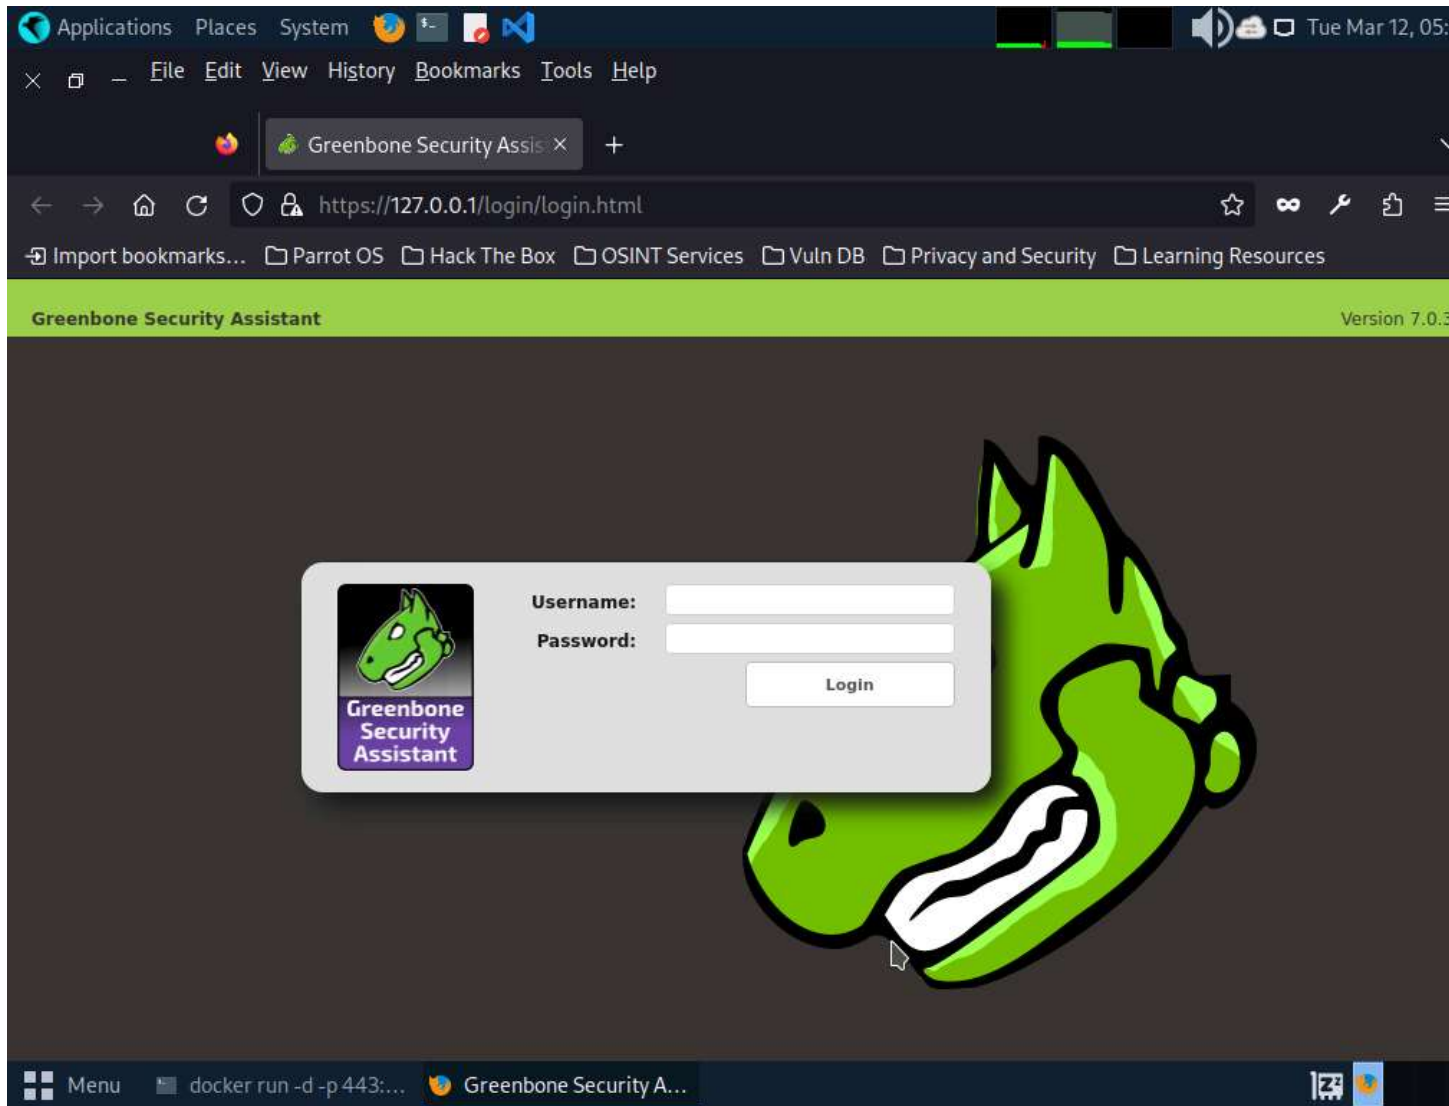 Applications Places System Tue Mar 12, 05:
File Edit View History Bookmarks Tools Help
Greenbone Security Assis
https://127.0.0.1/login/login.html
Import bookmarks... Parrot OS Hack The Box OSINT Services Vuln DB Privacy and Security Learning Resources
Greenbone Security Assistant Version 7.0.3
Username:
Password:
Login
Greenbone
Security
Assistant
Menu docker run -d -p 443:... Greenbone Security A...